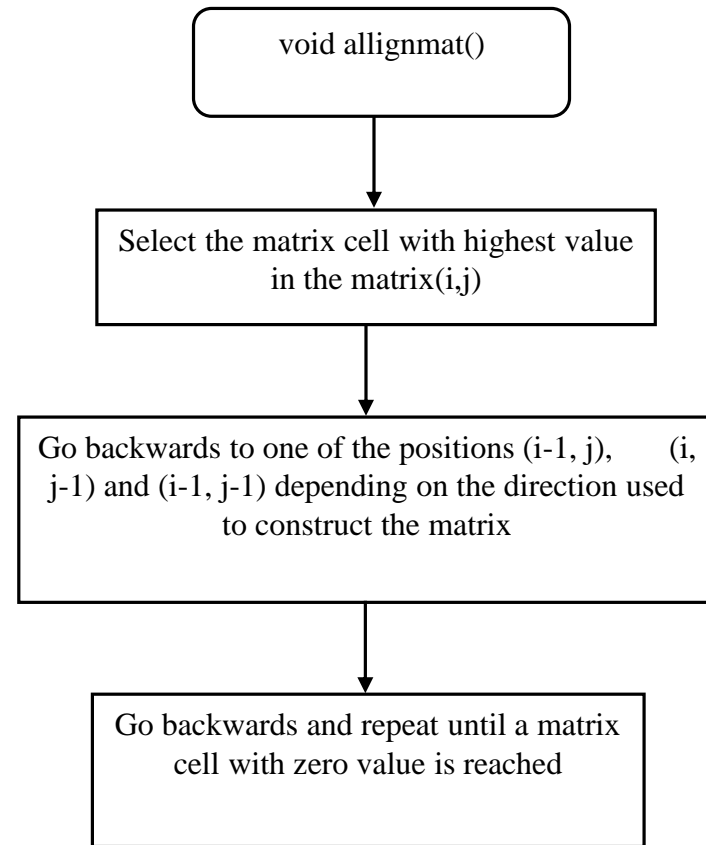 void allignmat()
Select the matrix cell with highest value
in the matrix(i,j)
Go backwards to one of the positions (i-1, j), (i,
j-1) and (i-1, j-1) depending on the direction used
to construct the matrix
Go backwards and repeat until a matrix
cell with zero value is reached